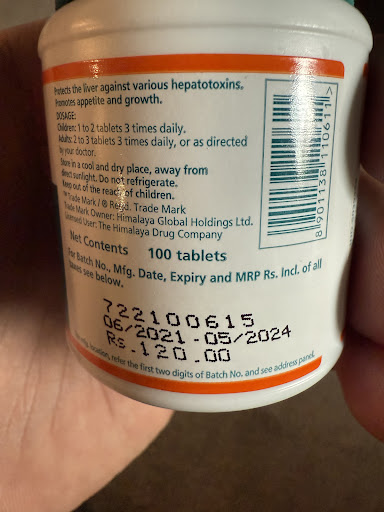 Protects the liver against various hepatotoxins,
Promotes appetite and growth.
DOSAGE:
Children: 1 to 2 tablets 3 times daily.
Adults: 2 to 3 tablets 3 times daily, or as directed
by your doctor.
Store in a cool and dry place, away from
direct sunlight. Do not refrigerate.
Keep out of the reach of children.
Trade Mark / ® Regd. Trade Mark
Trade Mark Owner: Himalaya Global Holdings Ltd.
Licensed User: The Himalaya Drug Company
Net Contents 100 tablets
For Batch No., Mfg. Date, Expiry and MRP Rs. Incl. of all
taxes see below.
722100615
06/2021-05/2024
Rs.120.00
mfg. location, refer the first two digits of Batch No. and see address panel.
8 901138 110611 >